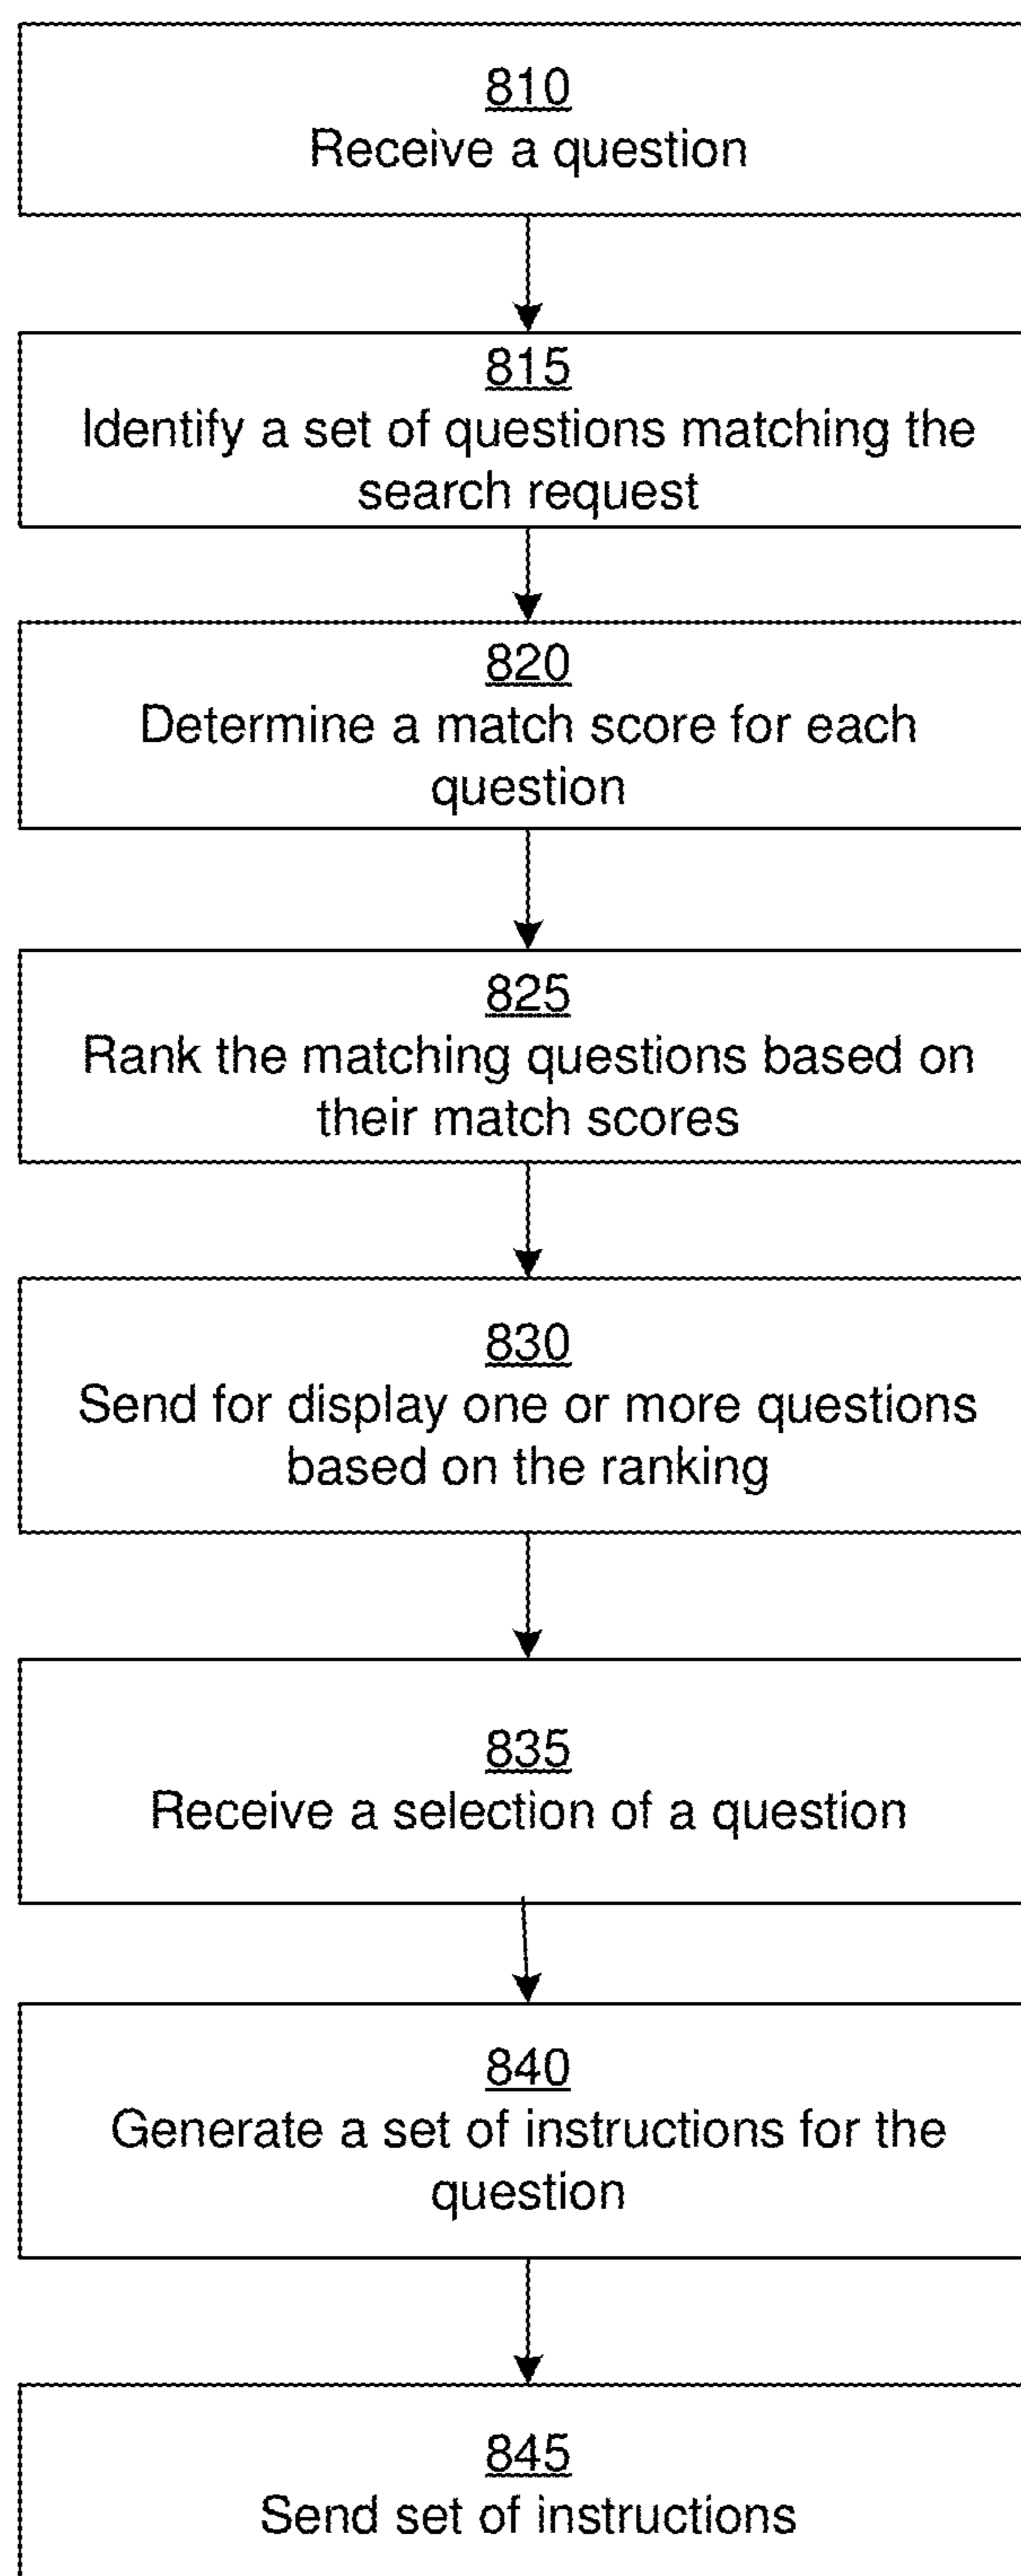 810
Receive a question
815
Identify a set of questions matching the
search request
820
Determine a match score for each
question
825
Rank the matching questions based on
their match scores
830
Send for display one or more questions
based on the ranking
835
Receive a selection of a question
840
Generate a set of instructions for the
question
845
Send set of instructions